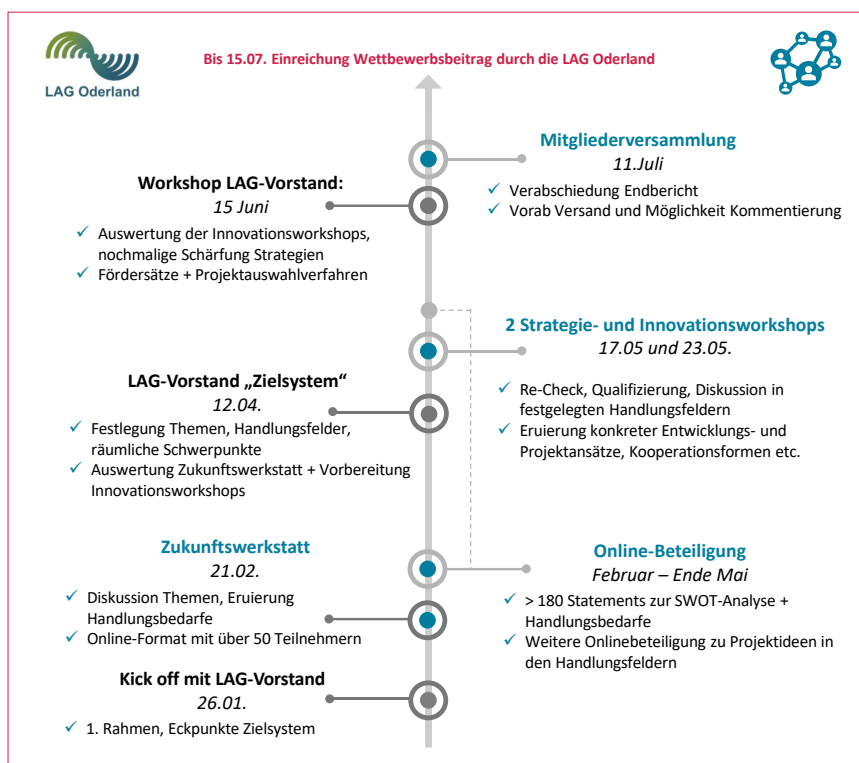 Bis 15.07. Einreichung Wettbewerbsbeitrag durch die LAG Oderland
LAG Oderland
Mitgliederversammlung
11.Juli
Verabschiedung Endbericht
Vorab Versand und Möglichkeit Kommentierung
Workshop LAG-Vorstand:
15 Juni
Auswertung der Innovationsworkshops,
nochmalige Schärfung Strategien
Fördersätze + Projektauswahlverfahren
2 Strategie- und Innovationsworkshops
17.05 und 23.05.
Re-Check, Qualifizierung, Diskussion in
festgelegten Handlungsfeldern
Eruierung konkreter Entwicklungs- und
Projektansätze, Kooperationsformen etc.
LAG-Vorstand „Zielsystem“
12.04.
Festlegung Themen, Handlungsfelder,
räumliche Schwerpunkte
Auswertung Zukunftswerkstatt + Vorbereitung
Innovationsworkshops
Zukunftswerkstatt
21.02.
Diskussion Themen, Eruierung
Handlungsbedarfe
Online-Format mit über 50 Teilnehmern
Online-Beteiligung
Februar – Ende Mai
> 180 Statements zur SWOT-Analyse +
Handlungsbedarfe
Weitere Onlinebeteiligung zu Projektideen in
den Handlungsfeldern
Kick off mit LAG-Vorstand
26.01.
1. Rahmen, Eckpunkte Zielsystem